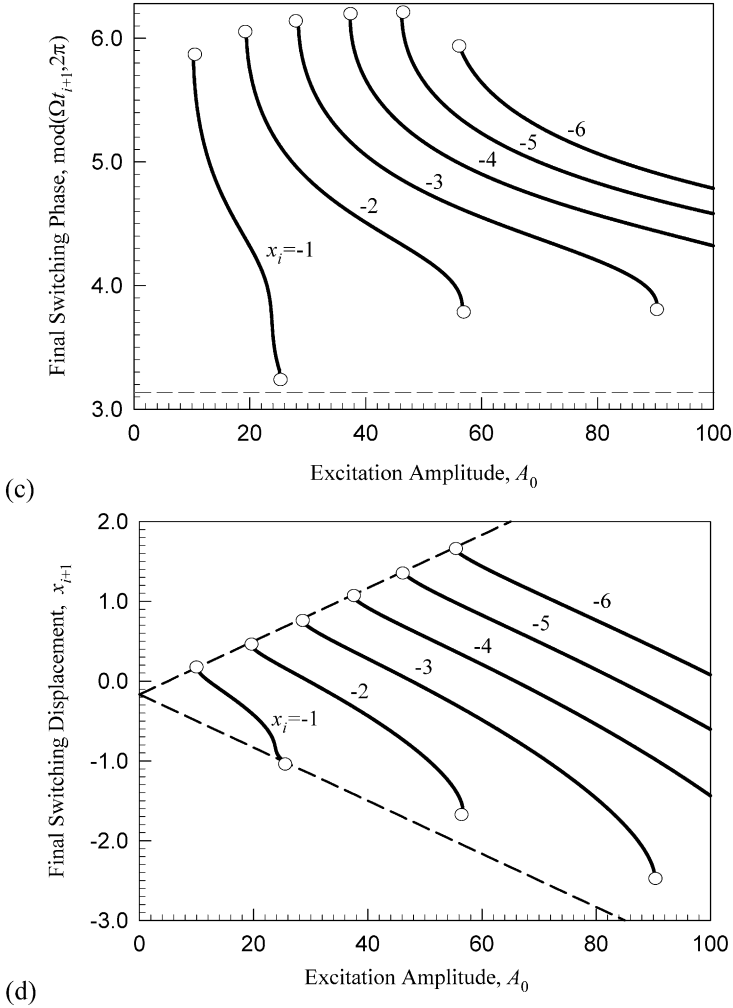 6.0
5.0
4.0
3.0
Final Switching Phase, mod(Ωtᵢ₊₁,2π)
xᵢ=-1
-2
-3
-4
-5
-6
0 20 40 60 80 100
Excitation Amplitude, A₀
(c)
2.0
1.0
0.0
-1.0
-2.0
-3.0
Final Switching Displacement, xᵢ₊₁
xᵢ=-1
-2
-3
-4
-5
-6
0 20 40 60 80 100
Excitation Amplitude, A₀
(d)